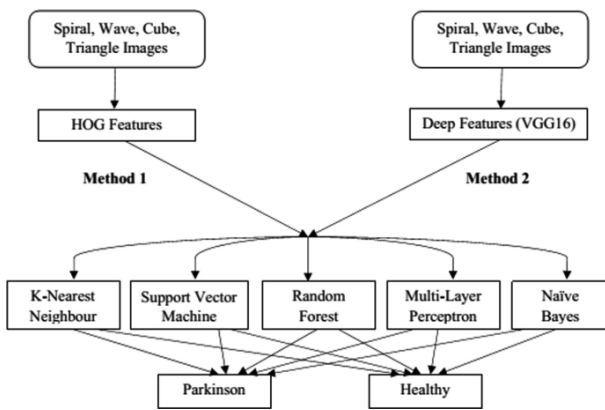 Spiral, Wave, Cube,
Triangle Images
Spiral, Wave, Cube,
Triangle Images
HOG Features
Deep Features (VGG16)
Method 1
Method 2
K-Nearest
Neighbour
Support Vector
Machine
Random
Forest
Multi-Layer
Perceptron
Naïve
Bayes
Parkinson
Healthy